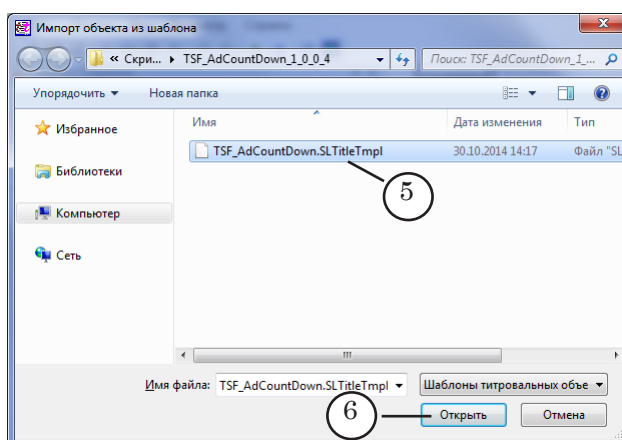 Импорт объекта из шаблона
« Скри... ▸ TSF_AdCountDown_1_0_0_4
Поиск: TSF_AdCountDown_1_...
Упорядочить ▼ Новая папка
Избранное
Библиотеки
Компьютер
Сеть
Имя Дата изменения Тип
TSF_AdCountDown.SLTitleTmpl 30.10.2014 14:17 Файл "SL
5
Имя файла: TSF_AdCountDown.SLTitleTmpl Шаблоны титровальных объе
6
Открыть Отмена